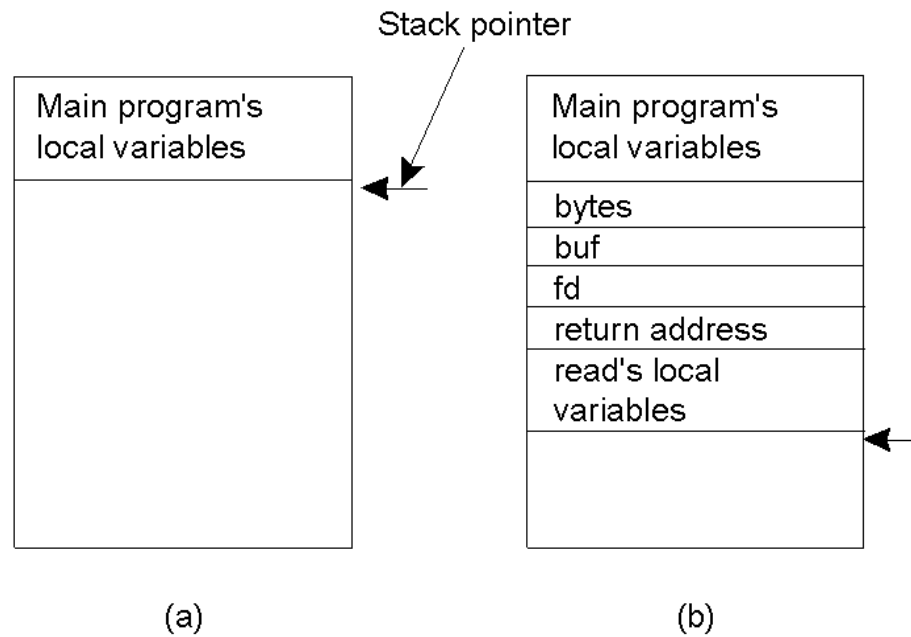 Stack pointer
Main program's
local variables
Main program's
local variables
bytes
buf
fd
return address
read's local
variables
(a)
(b)